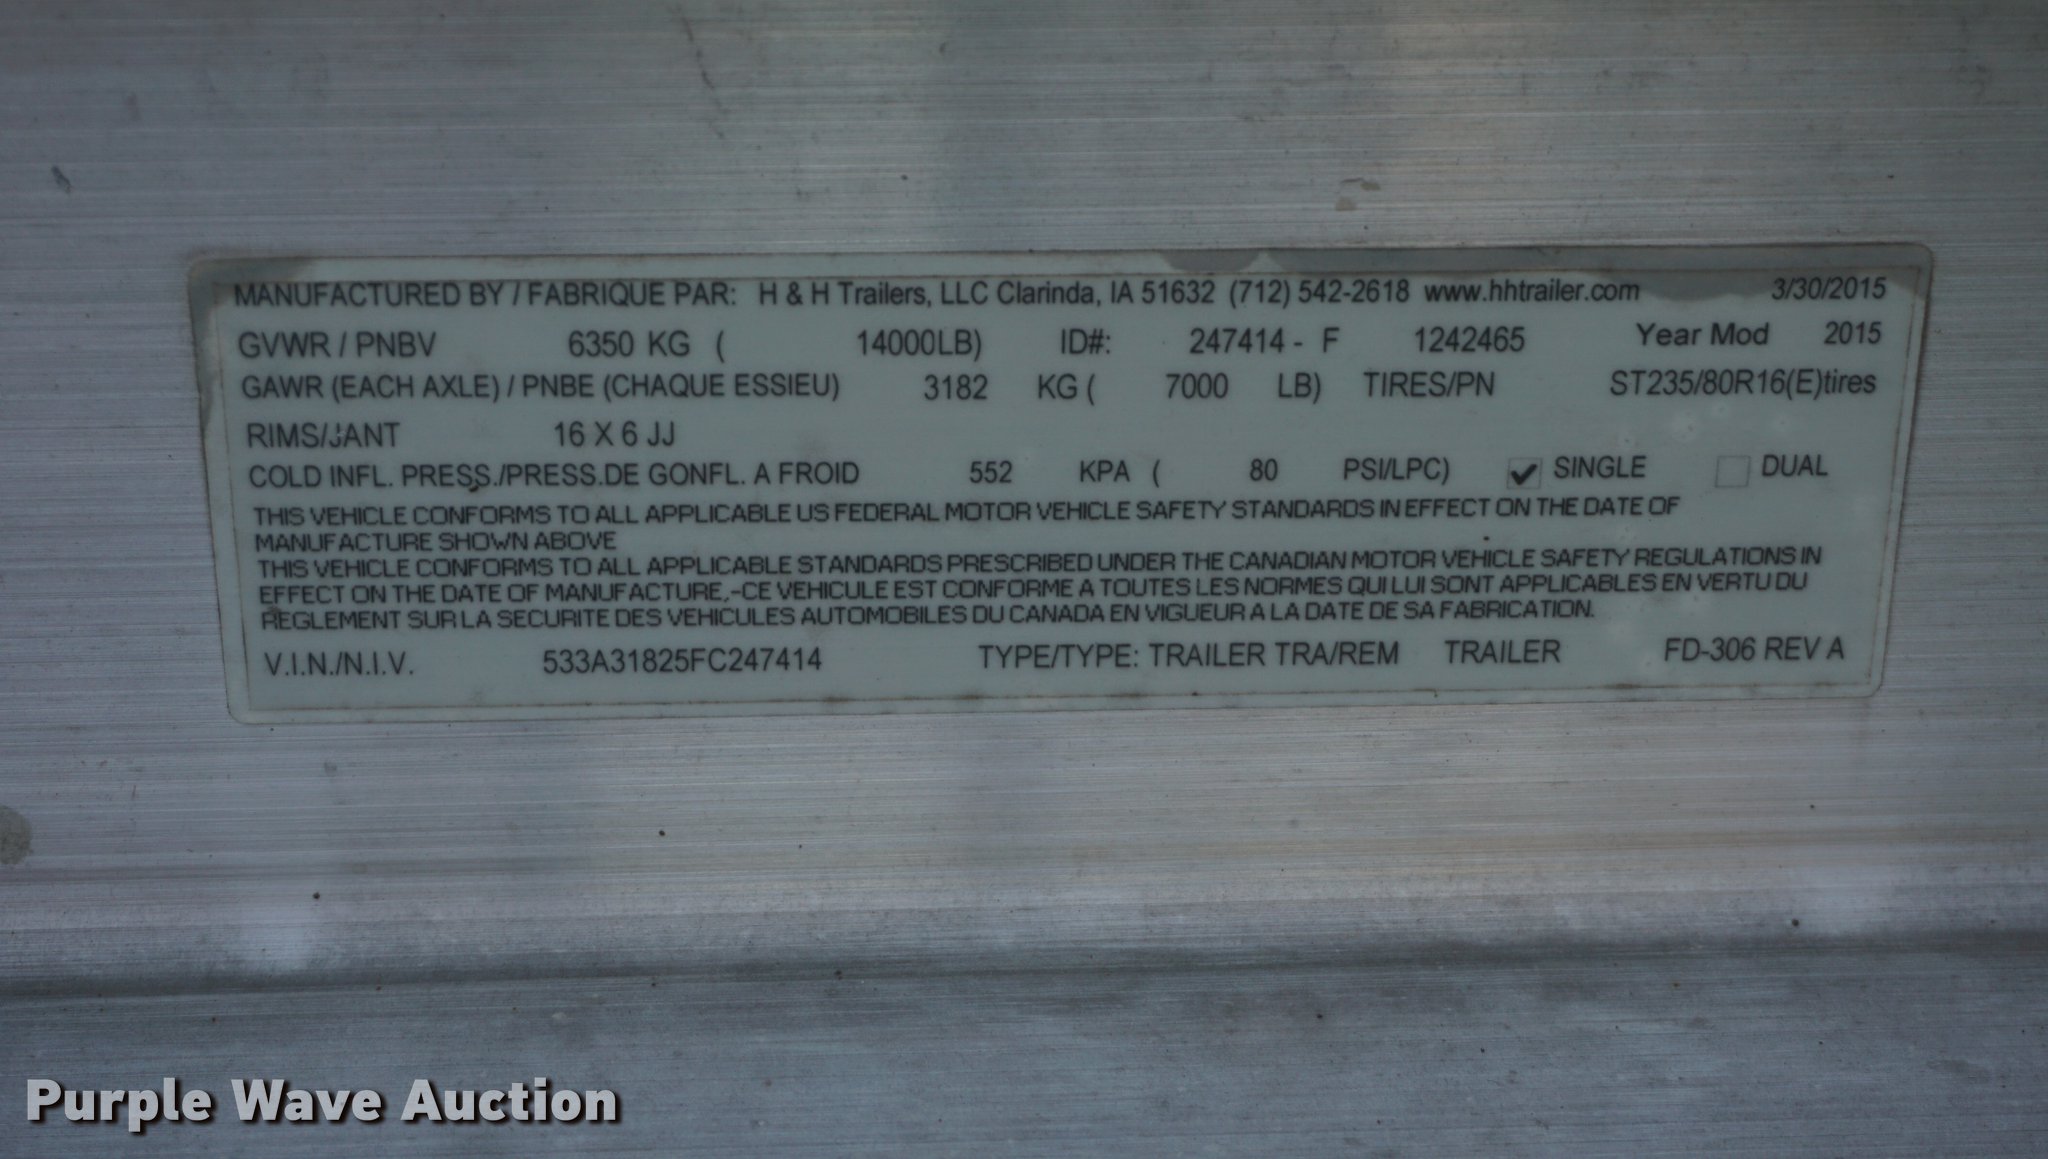 MANUFACTURED BY / FABRIQUE PAR: H & H Trailers, LLC Clarinda, IA 51632 (712) 542-2618 www.hhtrailer.com 3/30/2015
GVWR / PNBV 6350 KG ( 14000LB) ID#: 247414 - F 1242465 Year Mod 2015
GAWR (EACH AXLE) / PNBE (CHAQUE ESSIEU) 3182 KG ( 7000 LB) TIRES/PN ST235/80R16(E)tires
RIMS/JANT 16 X 6 JJ
COLD INFL. PRESS./PRESS.DE GONFL. A FROID 552 KPA ( 80 PSI/LPC) ✓ SINGLE DUAL
THIS VEHICLE CONFORMS TO ALL APPLICABLE US FEDERAL MOTOR VEHICLE SAFETY STANDARDS IN EFFECT ON THE DATE OF
MANUFACTURE SHOWN ABOVE
THIS VEHICLE CONFORMS TO ALL APPLICABLE STANDARDS PRESCRIBED UNDER THE CANADIAN MOTOR VEHICLE SAFETY REGULATIONS IN
EFFECT ON THE DATE OF MANUFACTURE,-CE VEHICULE EST CONFORME A TOUTES LES NORMES QUI LUI SONT APPLICABLES EN VERTU DU
REGLEMENT SUR LA SECURITE DES VEHICULES AUTOMOBILES DU CANADA EN VIGUEUR A LA DATE DE SA FABRICATION.
V.I.N./N.I.V. 533A31825FC247414 TYPE/TYPE: TRAILER TRA/REM TRAILER FD-306 REV A
Purple Wave Auction